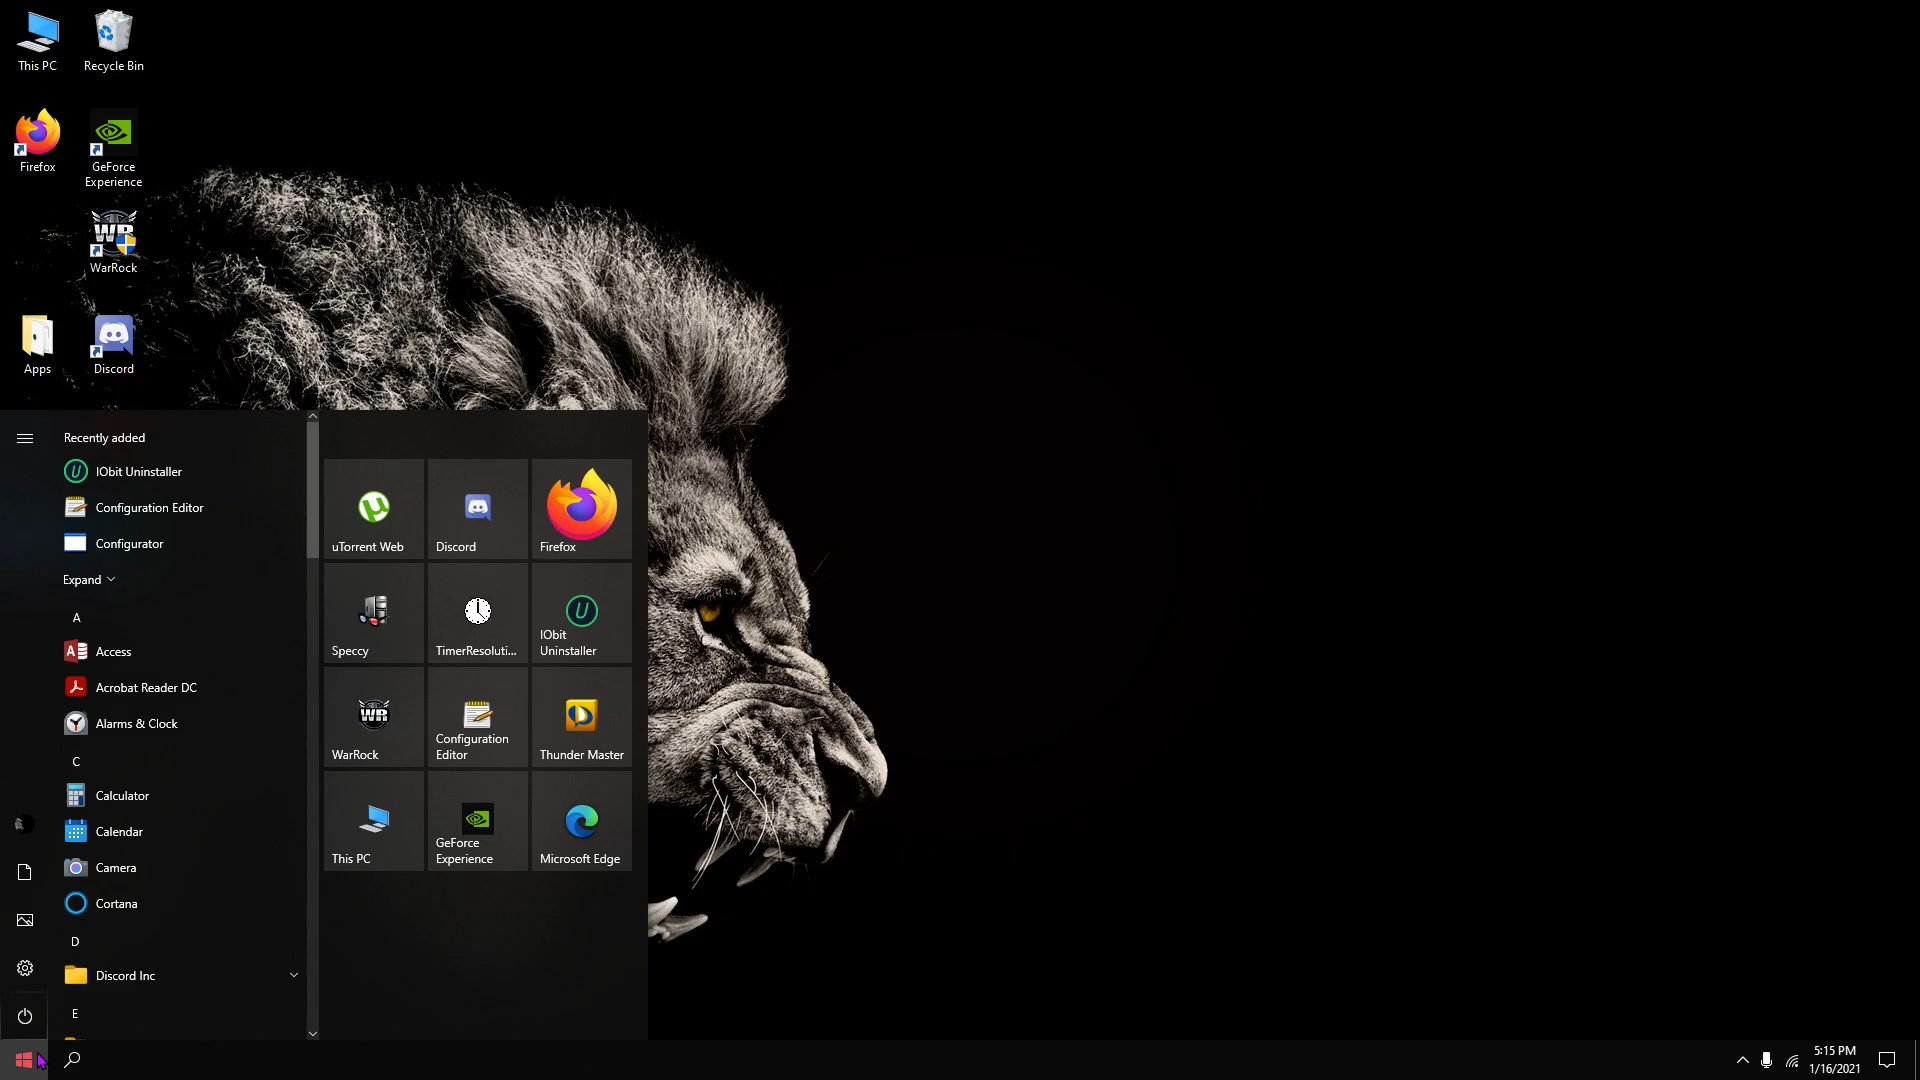 This PC
Recycle Bin
Firefox
GeForce
Experience
WR
WarRock
Apps
Discord
Recently added
IObit Uninstaller
Configuration Editor
Configurator
Expand
A
Access
Acrobat Reader DC
Alarms & Clock
C
Calculator
Calendar
Camera
Cortana
D
Discord Inc
E
uTorrent Web
Discord
Firefox
Speccy
TimerResoluti...
IObit
Uninstaller
WR
WarRock
Configuration
Editor
Thunder Master
This PC
GeForce
Experience
Microsoft Edge
5:15 PM
1/16/2021